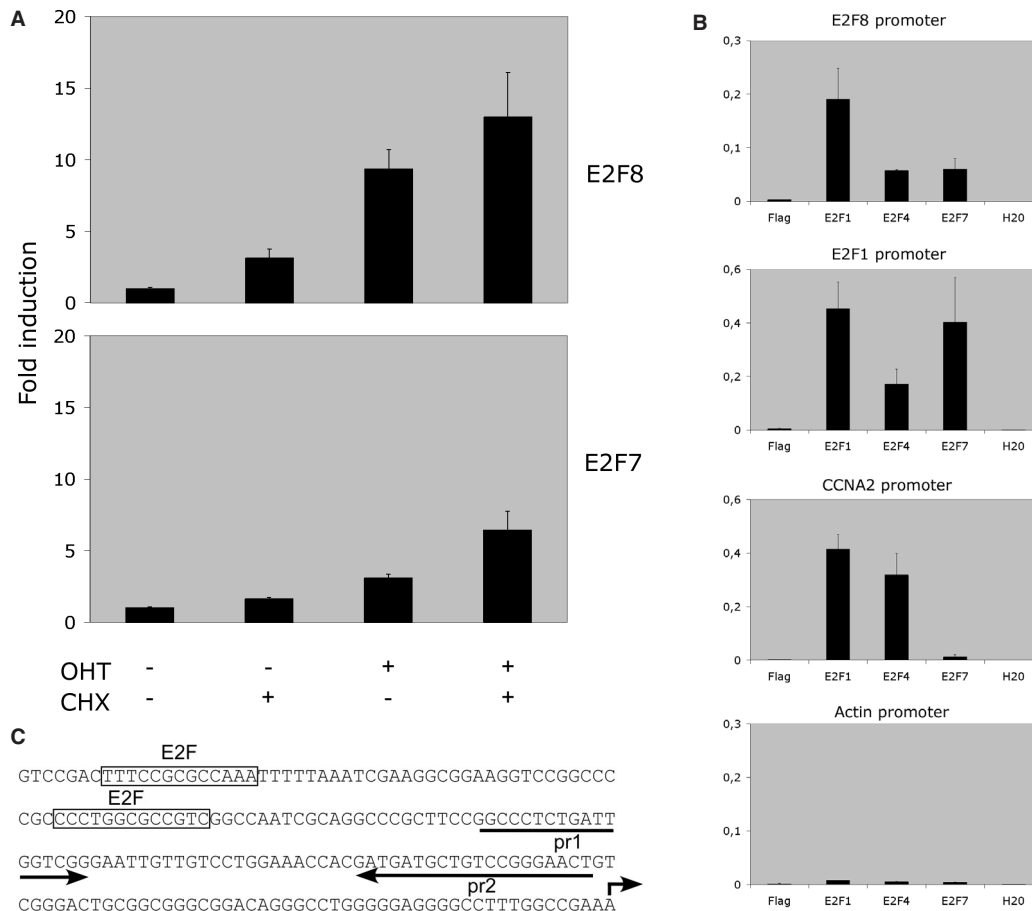 A
20
15
10
5
0
E2F8
Fold induction
20
15
10
5
0
E2F7
OHT - - + +
CHX - + - +
B
E2F8 promoter
0,3
0,2
0,1
0
Flag E2F1 E2F4 E2F7 H20
E2F1 promoter
0,6
0,4
0,2
0
Flag E2F1 E2F4 E2F7 H20
CCNA2 promoter
0,6
0,4
0,2
0
Flag E2F1 E2F4 E2F7 H20
Actin promoter
0,3
0,2
0,1
0
Flag E2F1 E2F4 E2F7 H20
C
E2F
GTCCGACTTTCCGCGCCAAATTTTTAAATCGAAGGCGGAAGGTCCGGCCC
E2F
CGCCCCTGGCGCCGTCGGCCAATCGCAGGCCCGCTTCCGGCCCTCTGATT
pr1
GGTCGGGAATTGTTGTCCTGGAAACCACGATGATGCTGTCCGGGAACTGT
pr2
CGGGACTGCGGCGGGCGGACAGGGCCTGGGGGAGGGGCCTTTGGCCGAAA